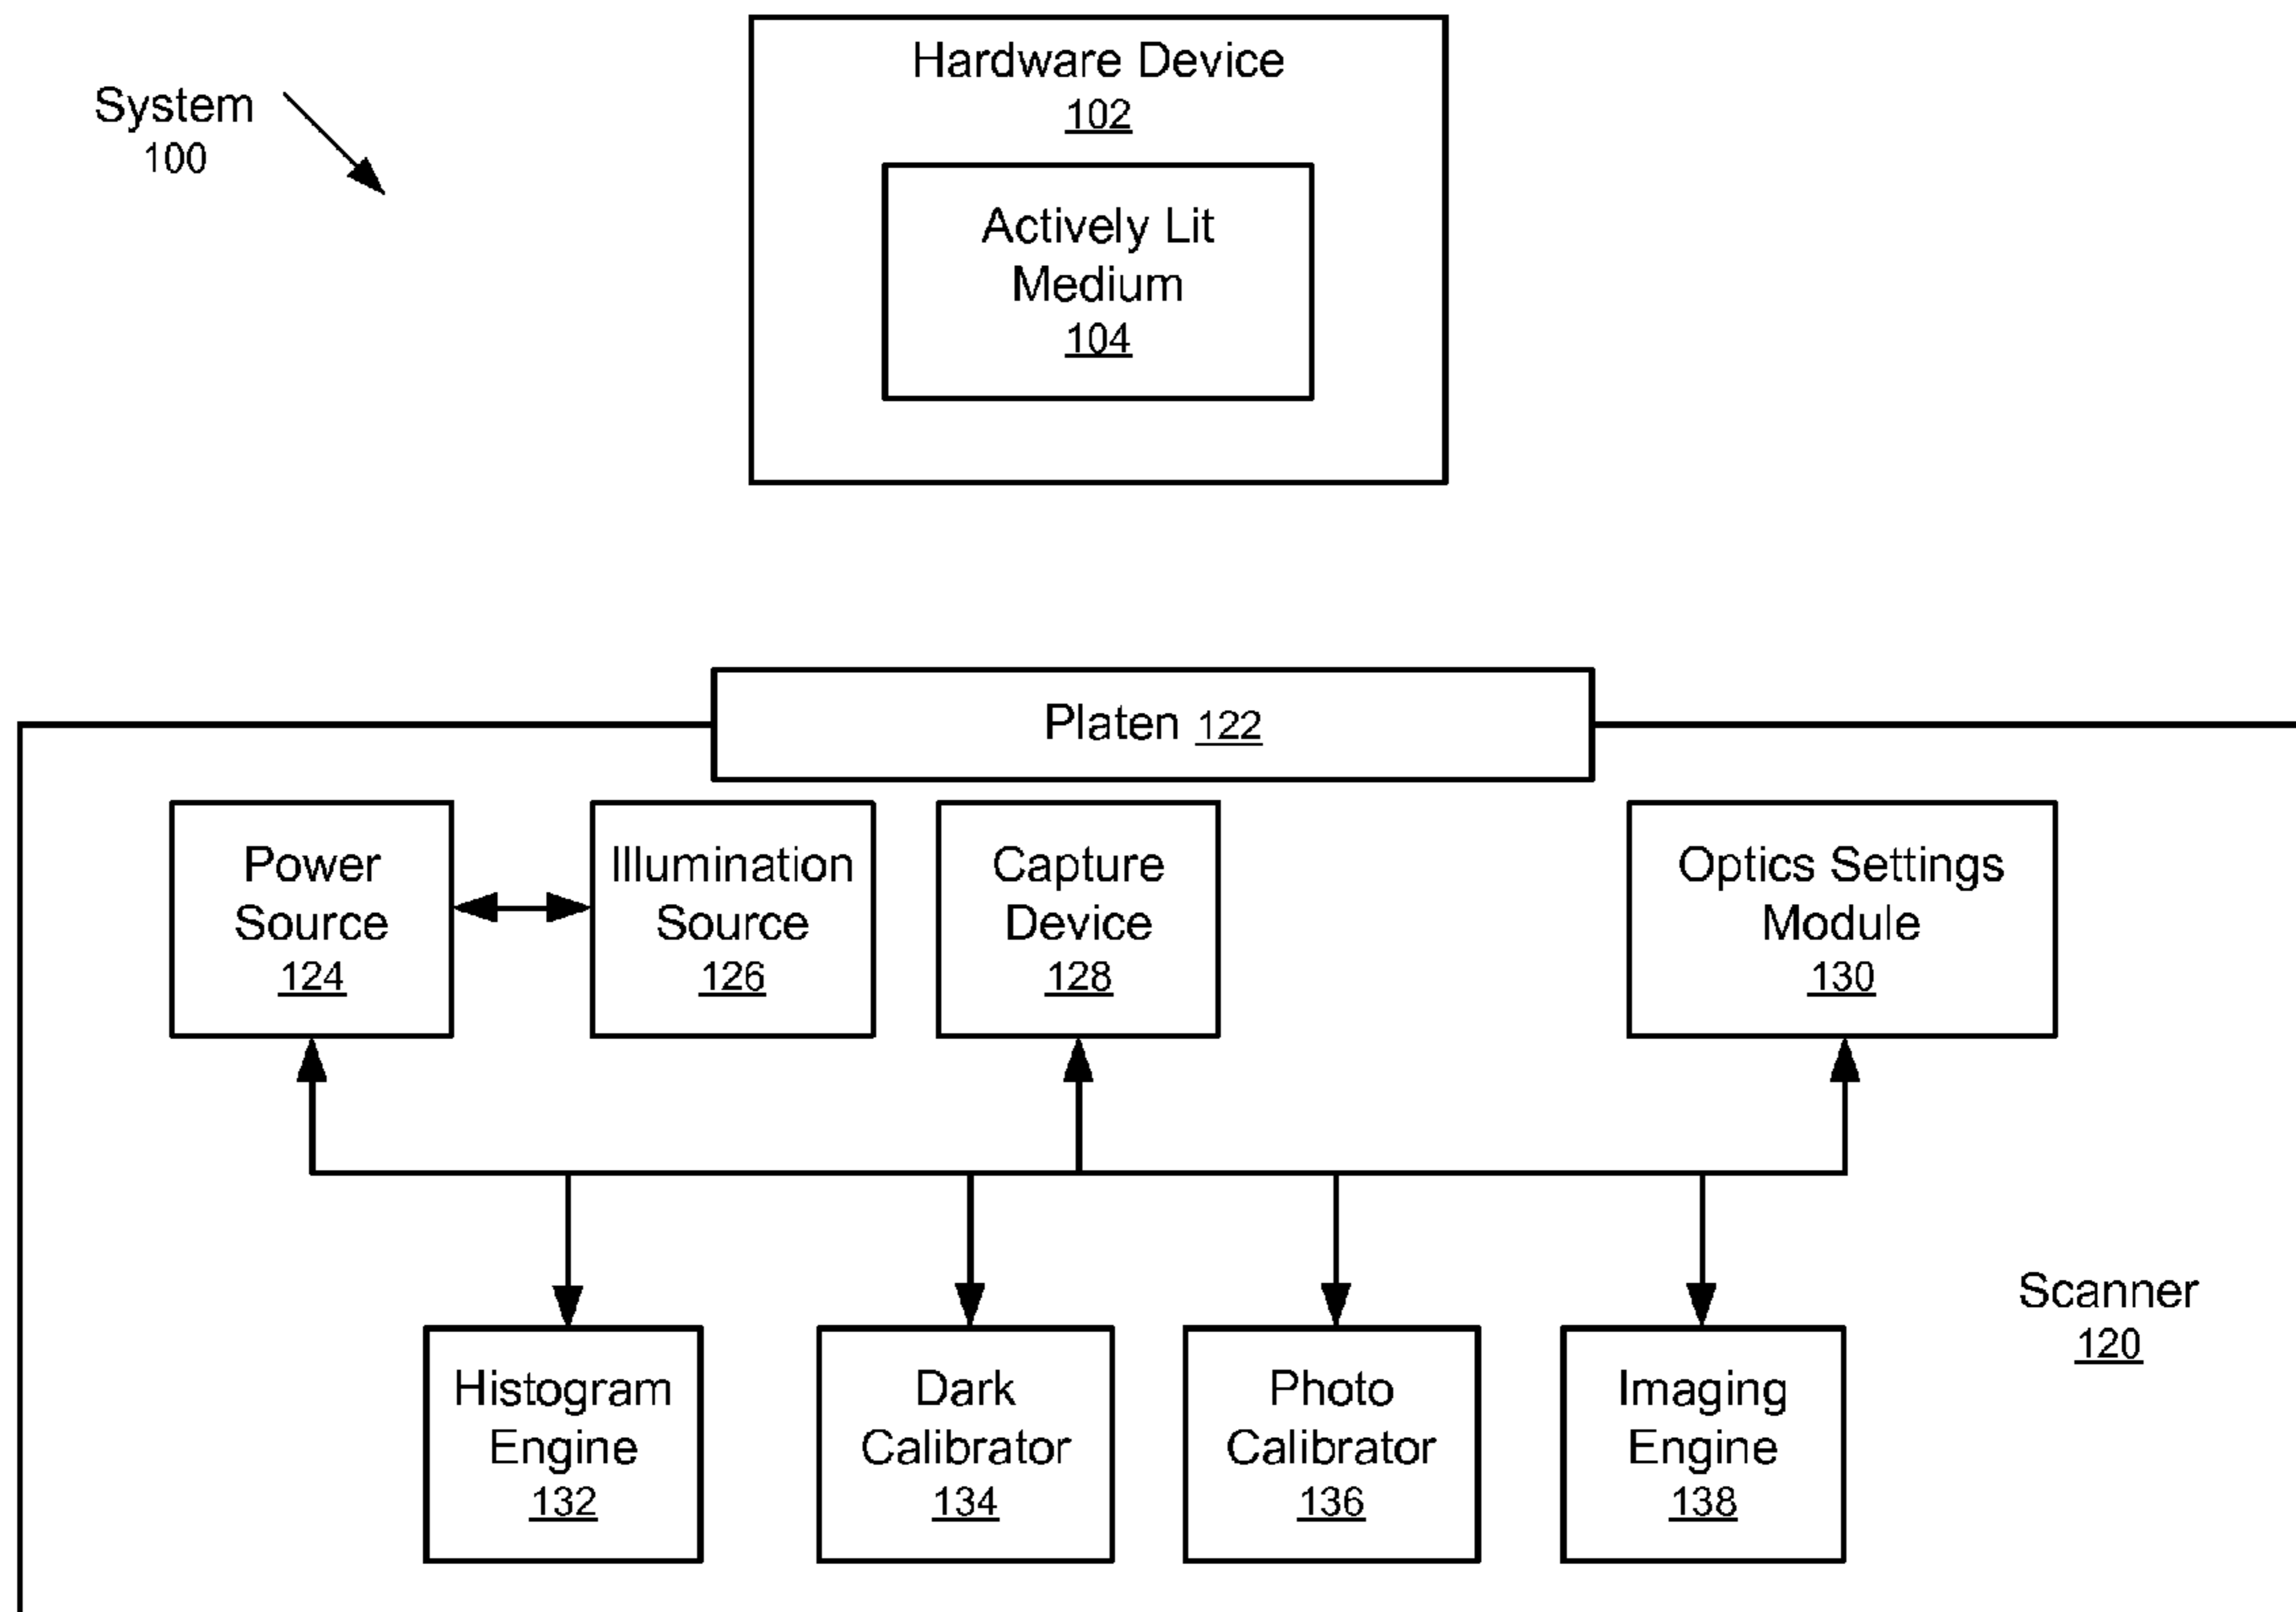 System
100
Hardware Device
102
Actively Lit
Medium
104
Platen 122
Power
Source
124
Illumination
Source
126
Capture
Device
128
Optics Settings
Module
130
Histogram
Engine
132
Dark
Calibrator
134
Photo
Calibrator
136
Imaging
Engine
138
Scanner
120